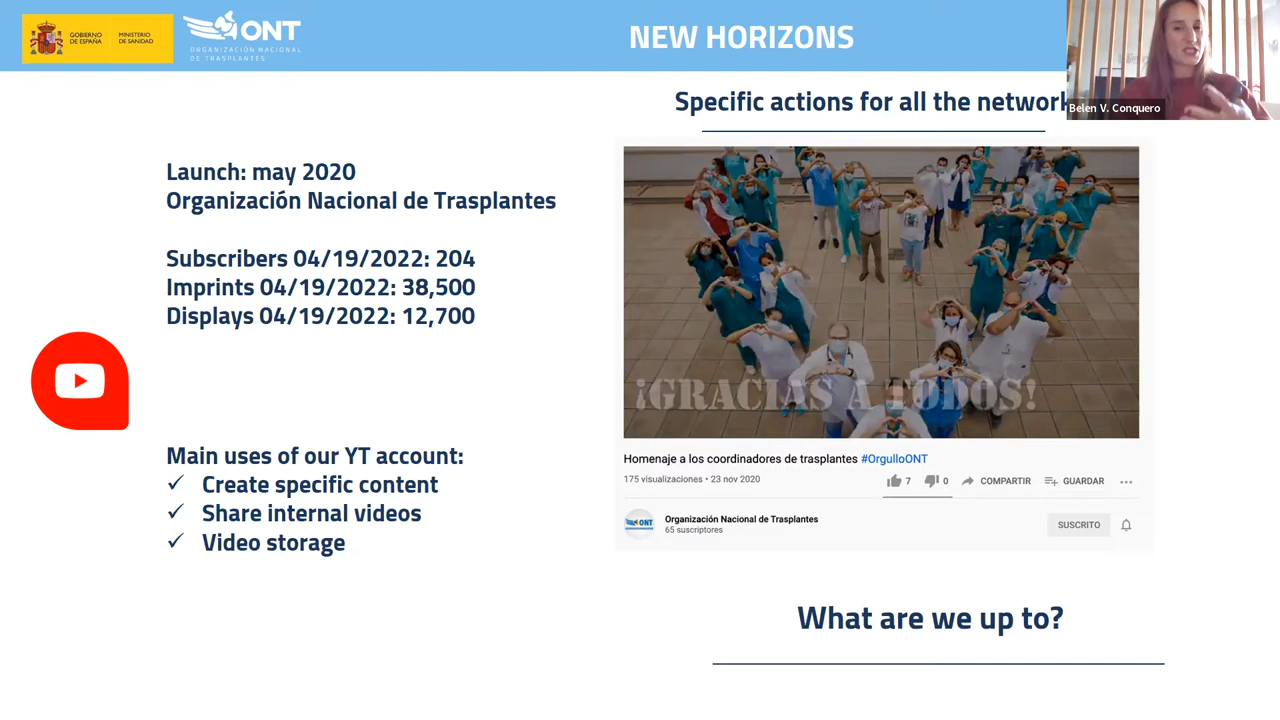 GOBIERNO
DE ESPAÑA
MINISTERIO
DE SANIDAD
ONT
ORGANIZACIÓN NACIONAL
DE TRASPLANTES
NEW HORIZONS
Belen V. Conquero
Specific actions for all the network
Launch: may 2020
Organización Nacional de Trasplantes
Subscribers 04/19/2022: 204
Imprints 04/19/2022: 38,500
Displays 04/19/2022: 12,700
Main uses of our YT account:
✓ Create specific content
✓ Share internal videos
✓ Video storage
¡GRACIAS A TODOS!
Homenaje a los coordinadores de trasplantes #OrgulloONT
175 visualizaciones • 23 nov 2020
7 0 COMPARTIR GUARDAR ...
ONT
Organización Nacional de Trasplantes
65 suscriptores
SUSCRITO
What are we up to?